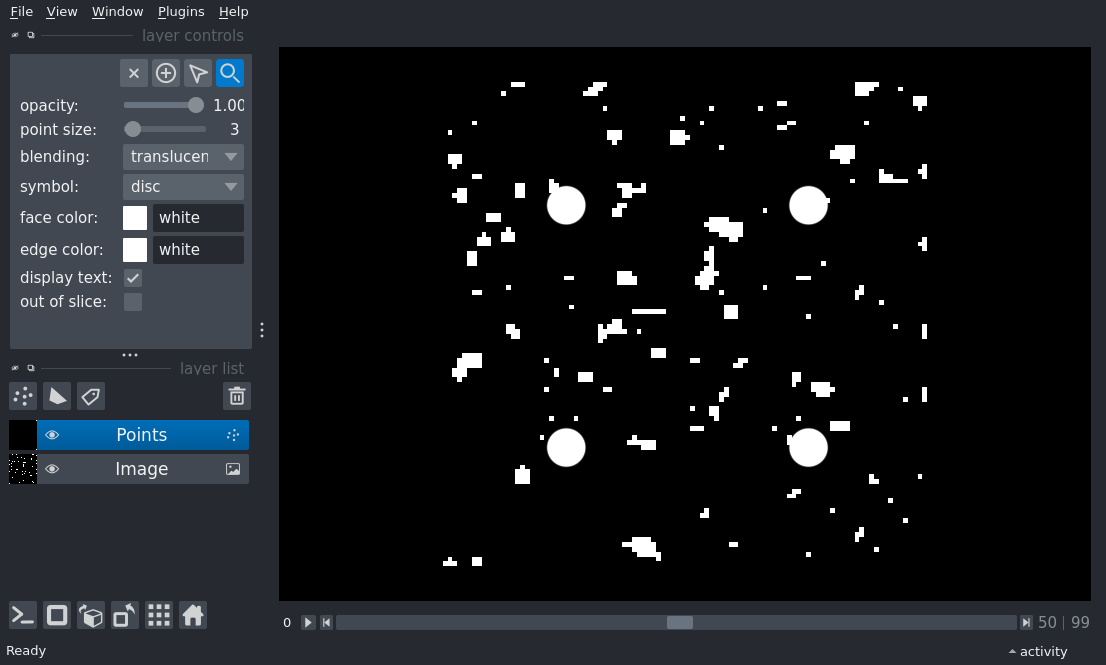 File View Window Plugins Help
layer controls
opacity: 1.00
point size: 3
blending: translucen
symbol: disc
face color: white
edge color: white
display text:
out of slice:
layer list
Points
Image
0 50 | 99
Ready activity